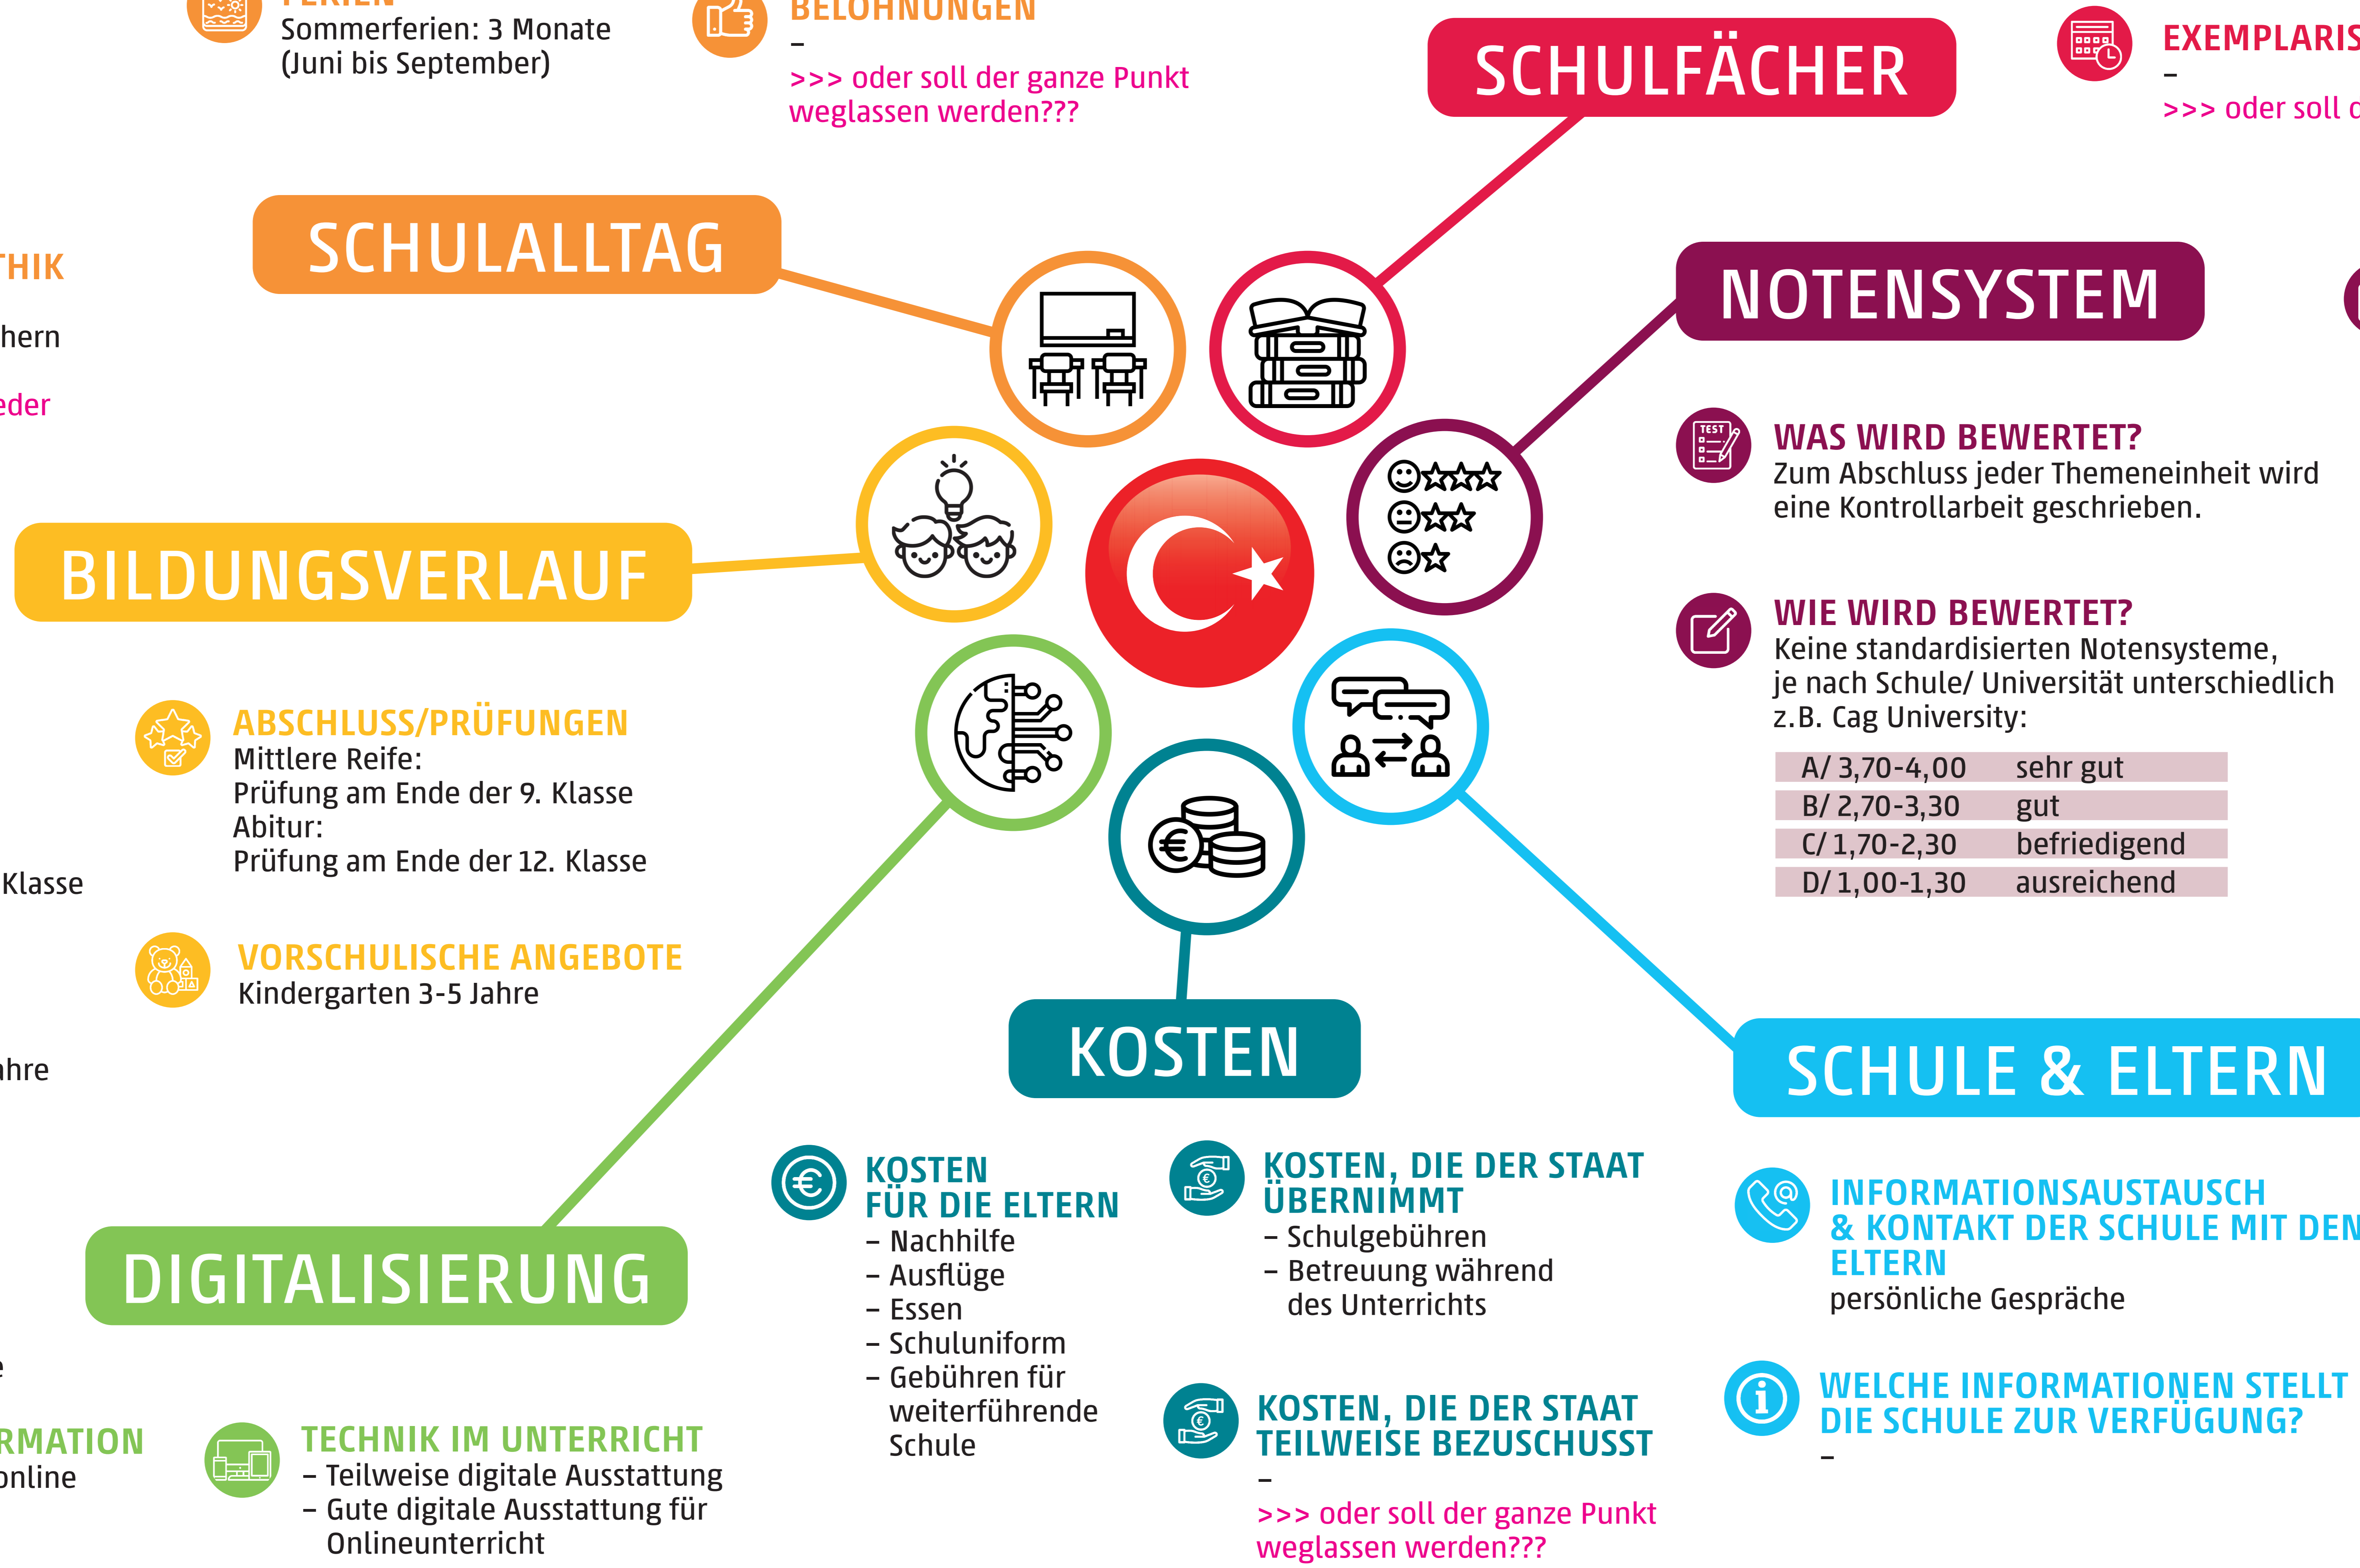 FERIEN
Sommerferien: 3 Monate
(Juni bis September)
BELOHNUNGEN
–
>>> oder soll der ganze Punkt
weglassen werden???
SCHULFÄCHER
EXEMPLARIS
–
>>> oder soll d
SCHULALLTAG
THIK
hern
eder
NOTENSYSTEM
TEST
WAS WIRD BEWERTET?
Zum Abschluss jeder Themeneinheit wird
eine Kontrollarbeit geschrieben.
WIE WIRD BEWERTET?
Keine standardisierten Notensysteme,
je nach Schule/ Universität unterschiedlich
z.B. Cag University:
A/ 3,70-4,00 sehr gut
B/ 2,70-3,30 gut
C/ 1,70-2,30 befriedigend
D/ 1,00-1,30 ausreichend
BILDUNGSVERLAUF
ABSCHLUSS/PRÜFUNGEN
Mittlere Reife:
Prüfung am Ende der 9. Klasse
Abitur:
Prüfung am Ende der 12. Klasse
Klasse
VORSCHULISCHE ANGEBOTE
Kindergarten 3-5 Jahre
ahre
KOSTEN
KOSTEN
FÜR DIE ELTERN
– Nachhilfe
– Ausflüge
– Essen
– Schuluniform
– Gebühren für
weiterführende
Schule
KOSTEN, DIE DER STAAT
ÜBERNIMMT
– Schulgebühren
– Betreuung während
des Unterrichts
KOSTEN, DIE DER STAAT
TEILWEISE BEZUSCHUSST
–
>>> oder soll der ganze Punkt
weglassen werden???
SCHULE & ELTERN
INFORMATIONSAUSTAUSCH
& KONTAKT DER SCHULE MIT DEN
ELTERN
persönliche Gespräche
WELCHE INFORMATIONEN STELLT
DIE SCHULE ZUR VERFÜGUNG?
–
DIGITALISIERUNG
e
RMATION
online
TECHNIK IM UNTERRICHT
– Teilweise digitale Ausstattung
– Gute digitale Ausstattung für
Onlineunterricht